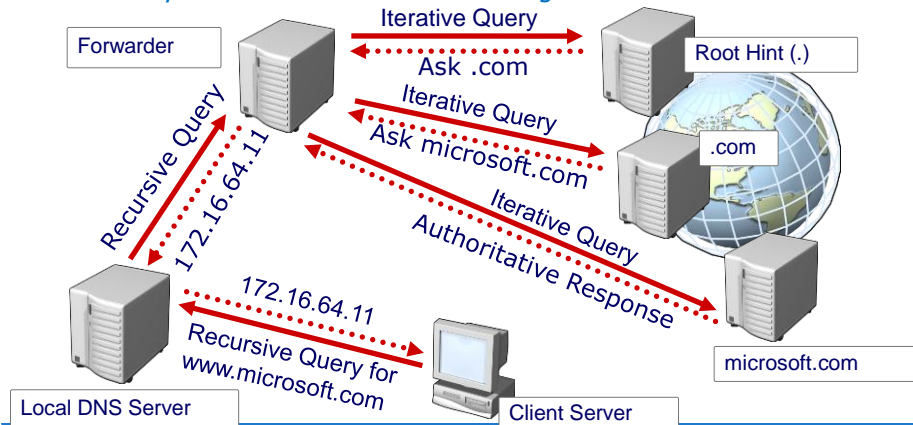 Iterative Query
Forwarder
Root Hint (.)
Ask .com
Iterative Query
Ask microsoft.com
.com
Recursive Query
172.16.64.11
Iterative Query
Authoritative Response
172.16.64.11
Recursive Query for
www.microsoft.com
microsoft.com
Local DNS Server
Client Server